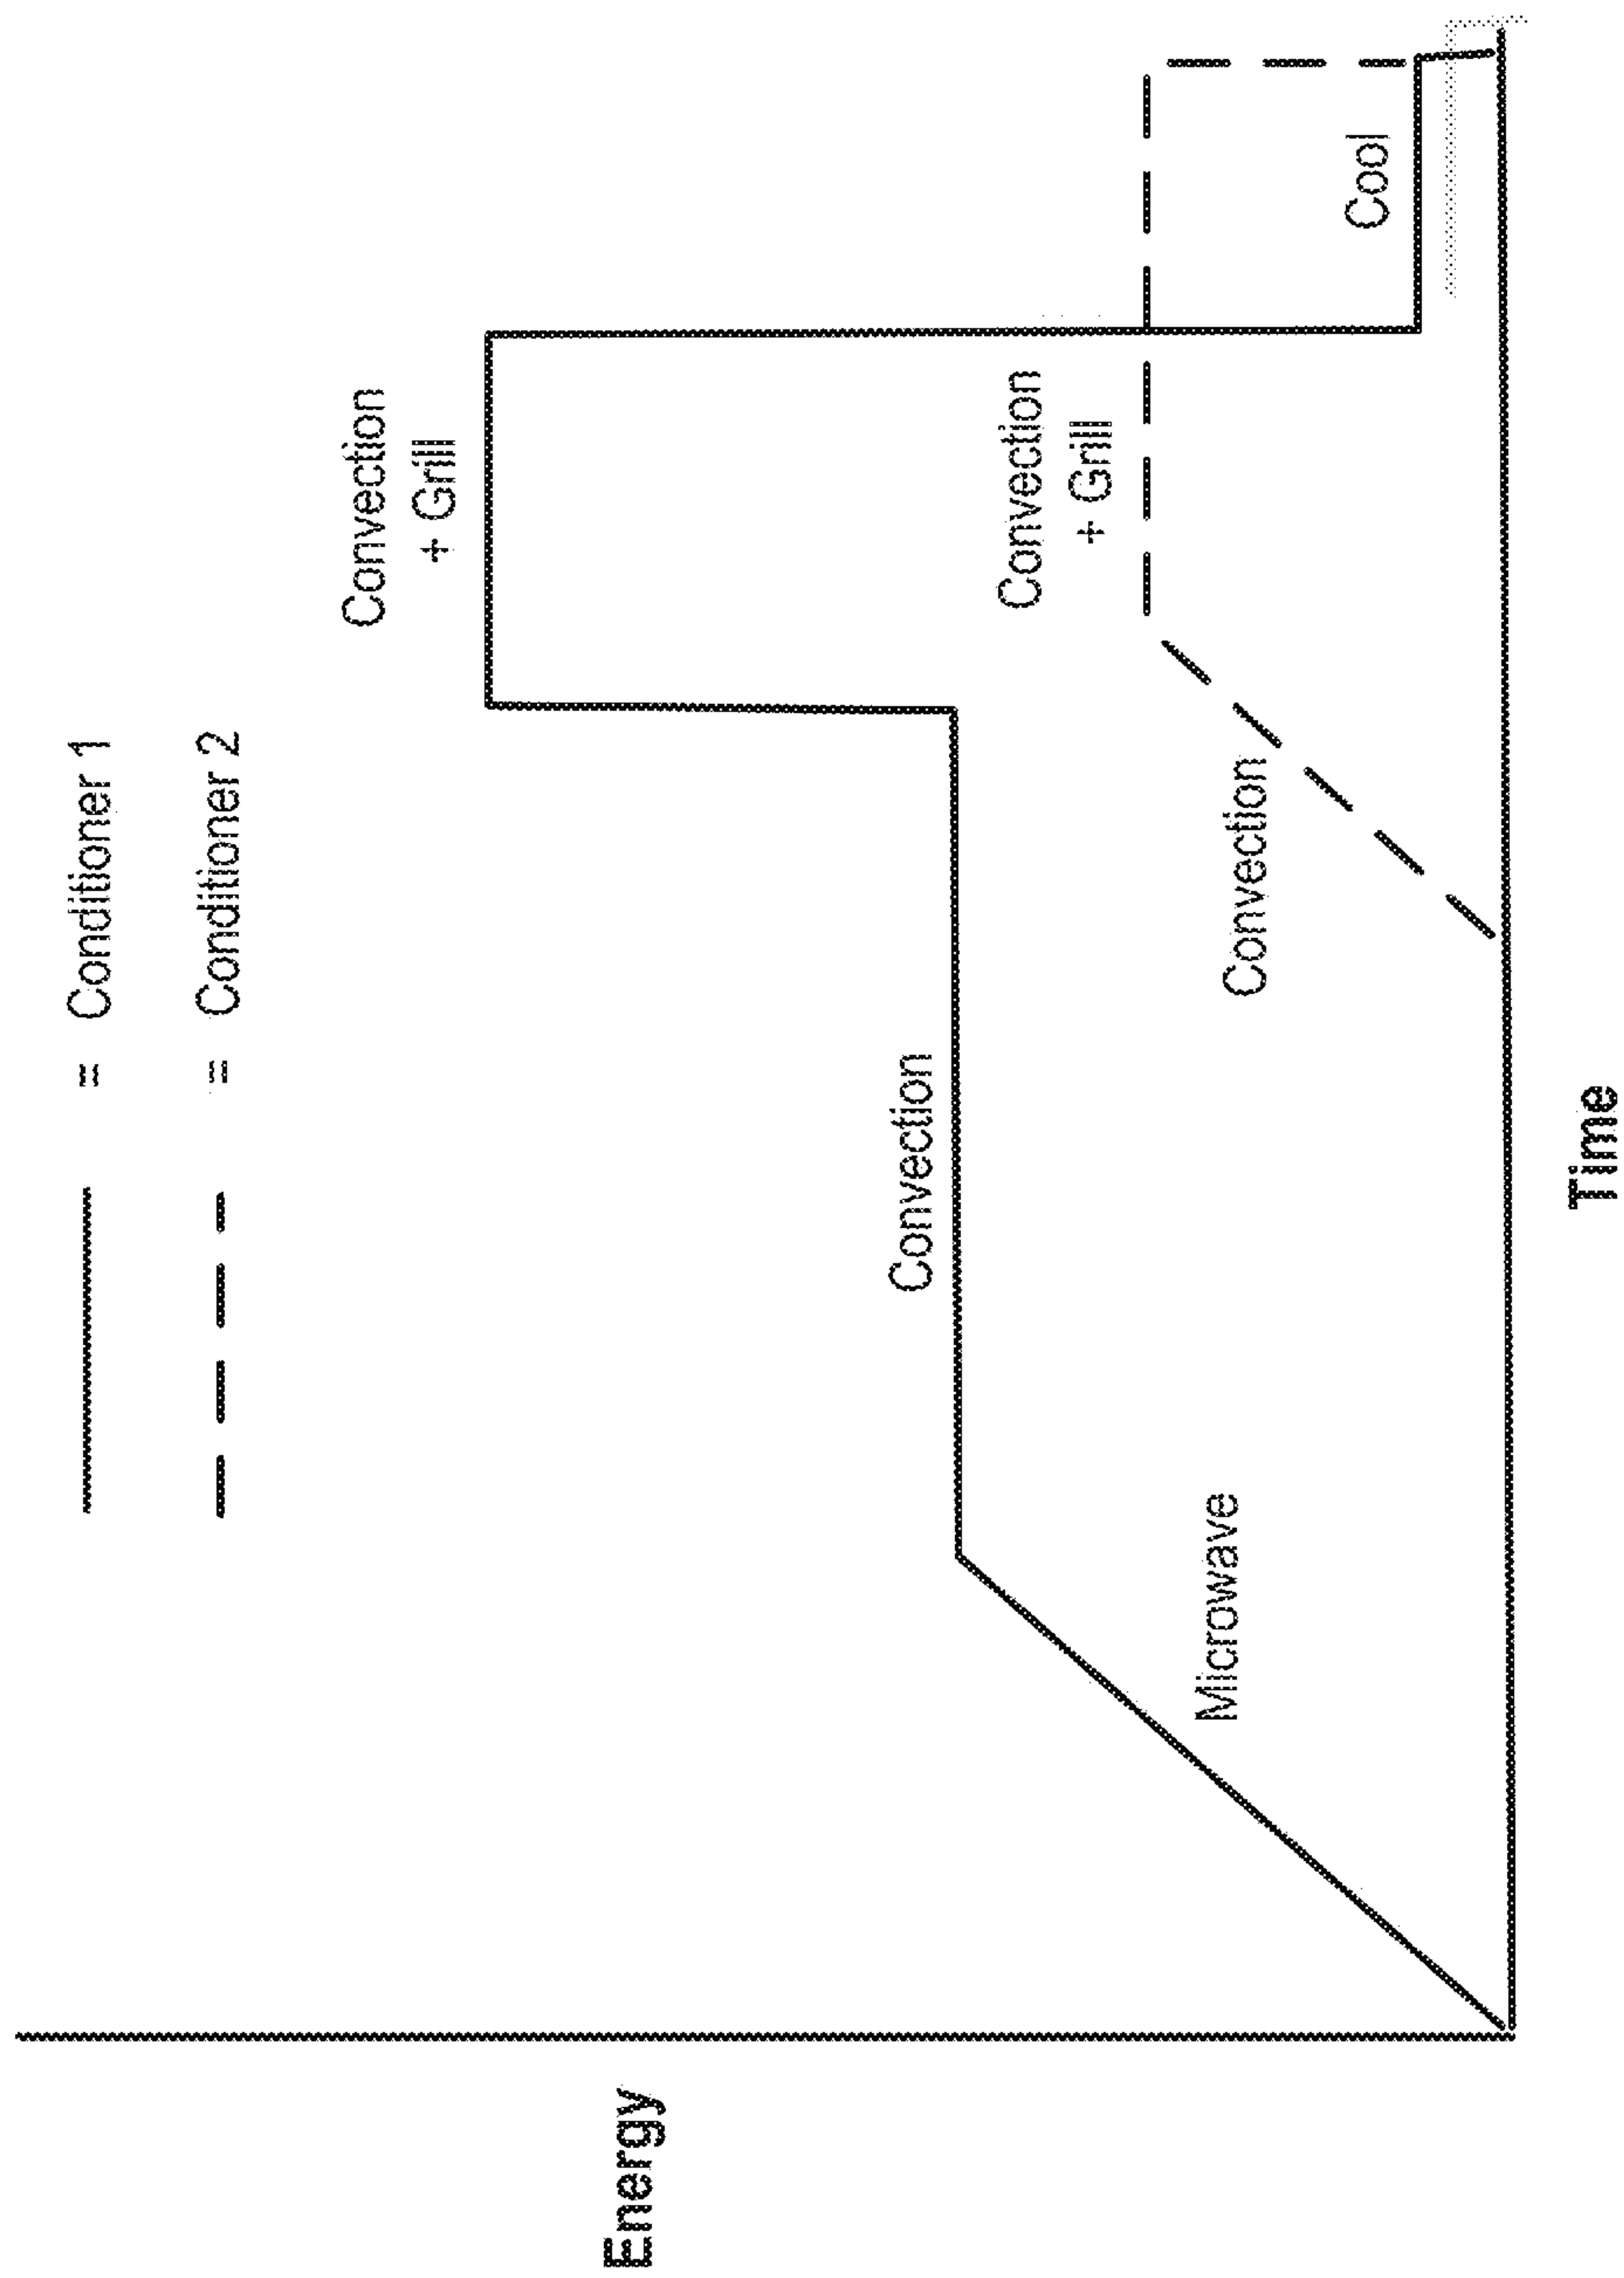 = Conditioner 1
= Conditioner 2
Convection
+ Grill
Convection
Convection
+ Grill
Microwave
Convection
Cool
Energy
Time